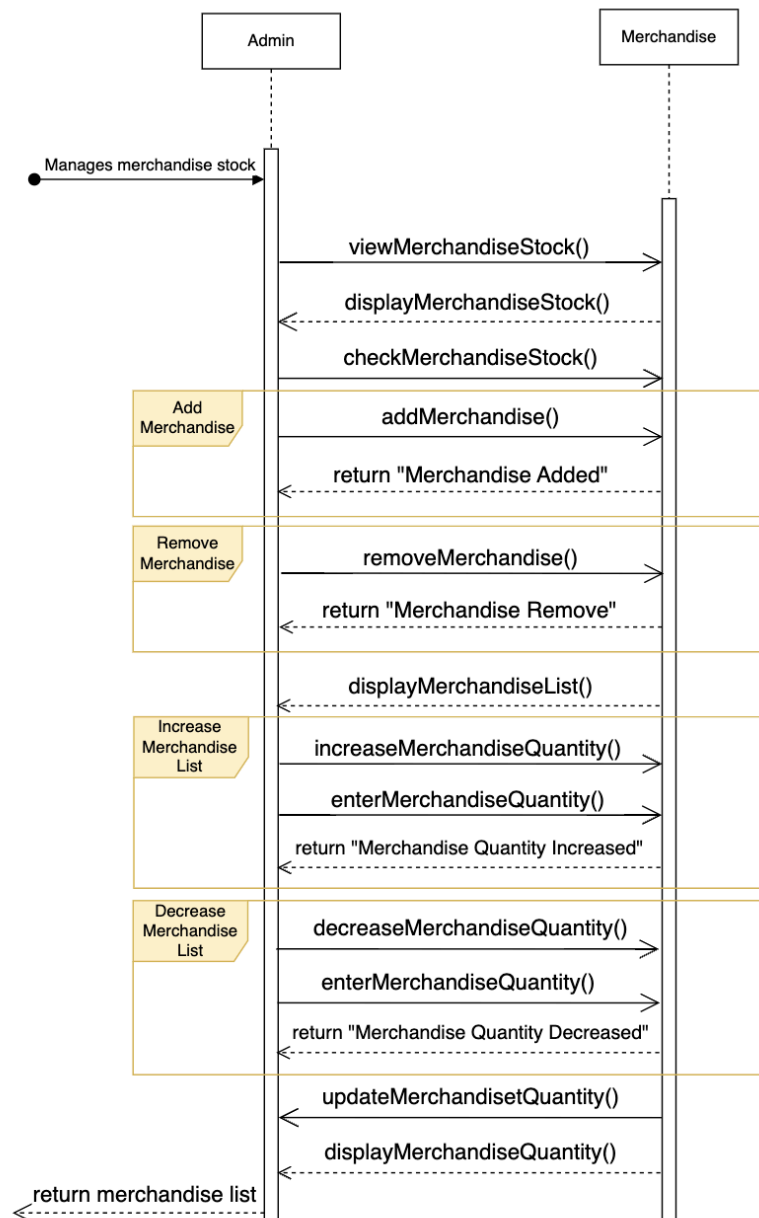 Admin
Merchandise
Manages merchandise stock
viewMerchandiseStock()
displayMerchandiseStock()
checkMerchandiseStock()
Add
Merchandise
addMerchandise()
return "Merchandise Added"
Remove
Merchandise
removeMerchandise()
return "Merchandise Remove"
displayMerchandiseList()
Increase
Merchandise
List
increaseMerchandiseQuantity()
enterMerchandiseQuantity()
return "Merchandise Quantity Increased"
Decrease
Merchandise
List
decreaseMerchandiseQuantity()
enterMerchandiseQuantity()
return "Merchandise Quantity Decreased"
updateMerchandisetQuantity()
displayMerchandiseQuantity()
return merchandise list